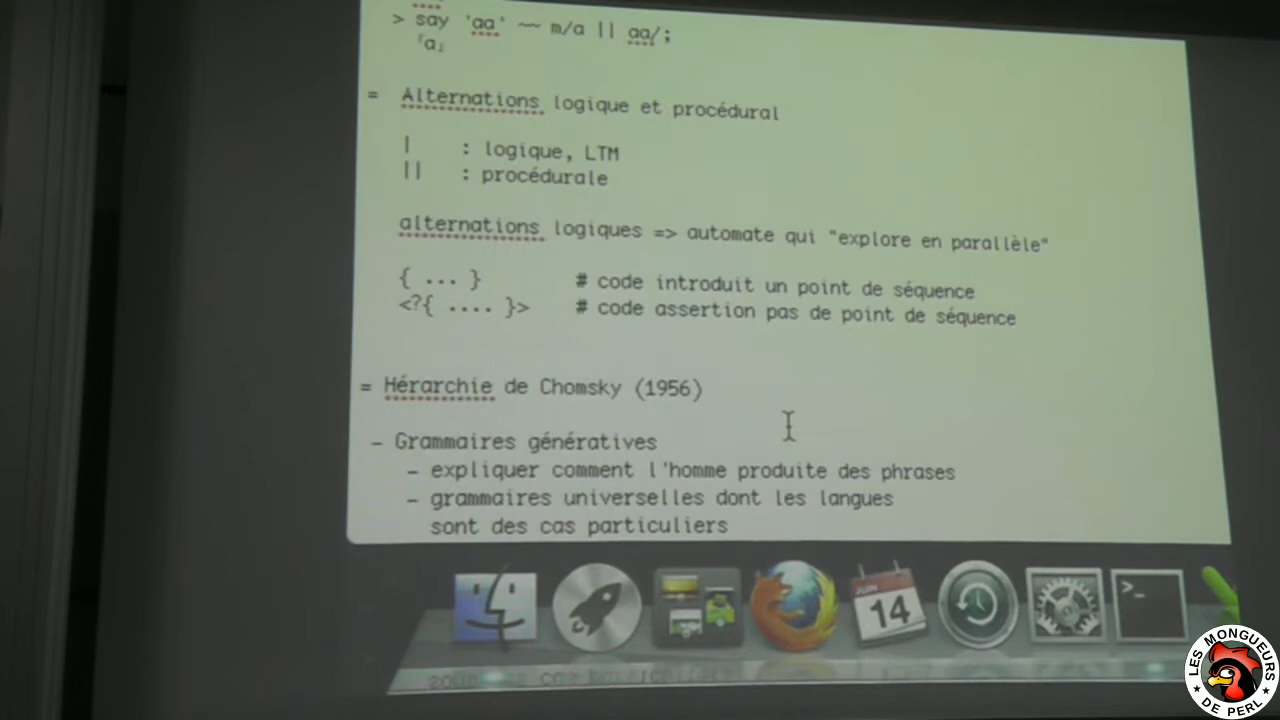 > say 'aa' ~~ m/a || aa/;
「a」
= Alternations logique et procédural
| : logique, LTM
|| : procédurale
alternations logiques => automate qui "explore en parallèle"
{ ... } # code introduit un point de séquence
<?{ .... }> # code assertion pas de point de séquence
= Hérarchie de Chomsky (1956)
– Grammaires génératives
– expliquer comment l'homme produite des phrases
– grammaires universelles dont les langues
sont des cas particuliers
JUIN
14
>_
LES MONGUEURS
★ DE PERL ★